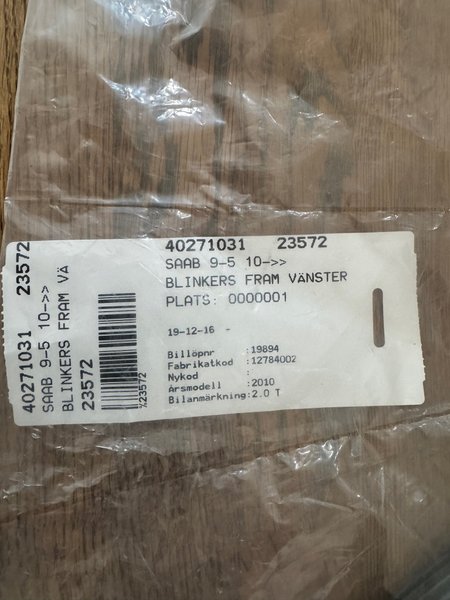 40271031 23572
SAAB 9-5 10->>
BLINKERS FRAM VÄ
23572
%23572
40271031 23572
SAAB 9-5 10->>
BLINKERS FRAM VÄNSTER
PLATS: 0000001
19-12-16 -
Billöpnr :19894
Fabrikatkod :12784002
Nykod :
Årsmodell :2010
Bilanmärkning:2.0 T